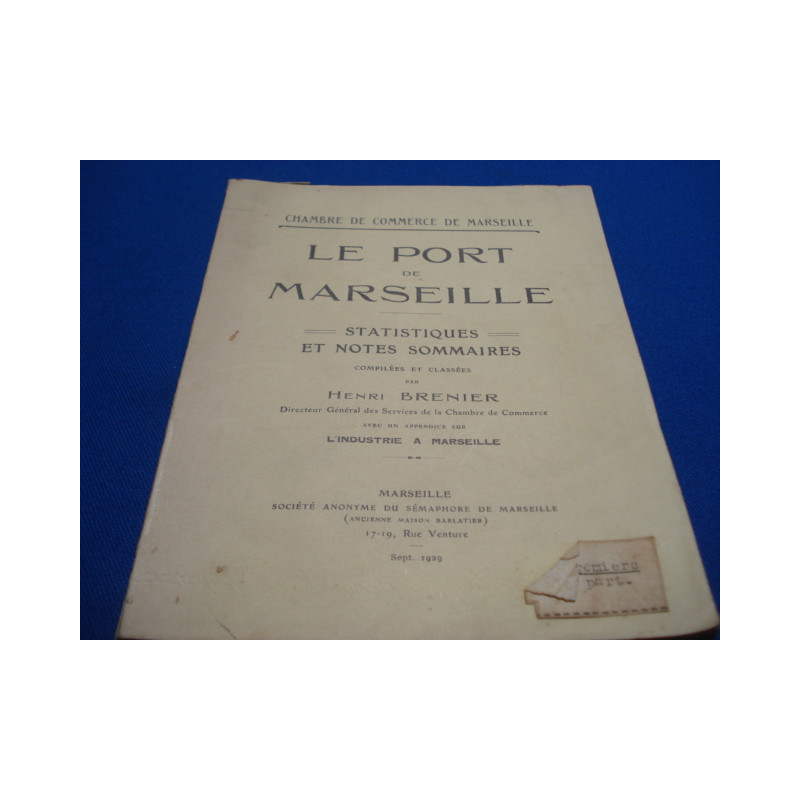 CHAMBRE DE COMMERCE DE MARSEILLE
LE PORT
DE
MARSEILLE
STATISTIQUES
ET NOTES SOMMAIRES
COMPILÉES ET CLASSÉES
PAR
HENRI BRENIER
Directeur Général des Services de la Chambre de Commerce
AVEC UN APPENDICE SUR
L'INDUSTRIE A MARSEILLE
MARSEILLE
SOCIÉTÉ ANONYME DU SÉMAPHORE DE MARSEILLE
(ANCIENNE MAISON BARLATIER)
17-19, Rue Venture
Sept. 1929
part.